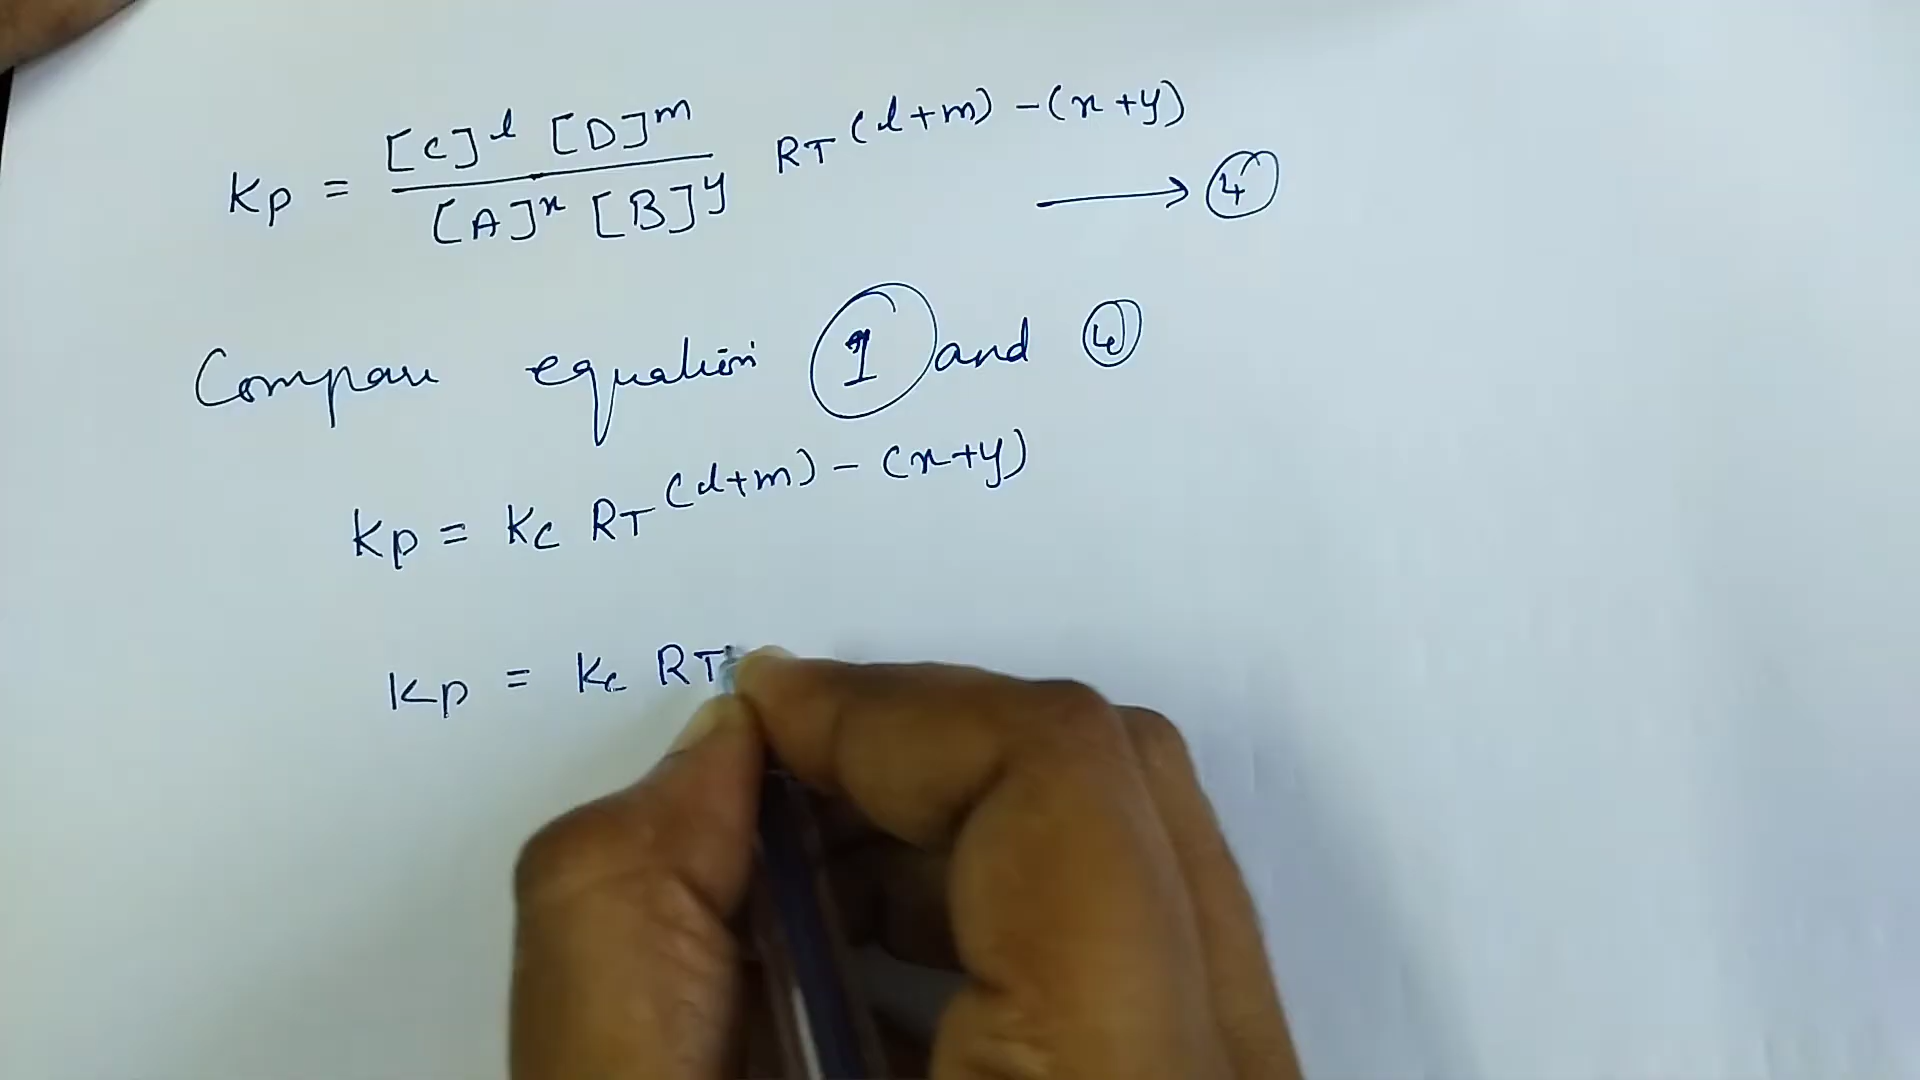 Kp = [C]^l [D]^m / [A]^x [B]^y RT^(l+m) - (x+y) → 4
Compare equation 1 and 4
Kp = Kc RT^(l+m) - (x+y)
Kp = Kc RT